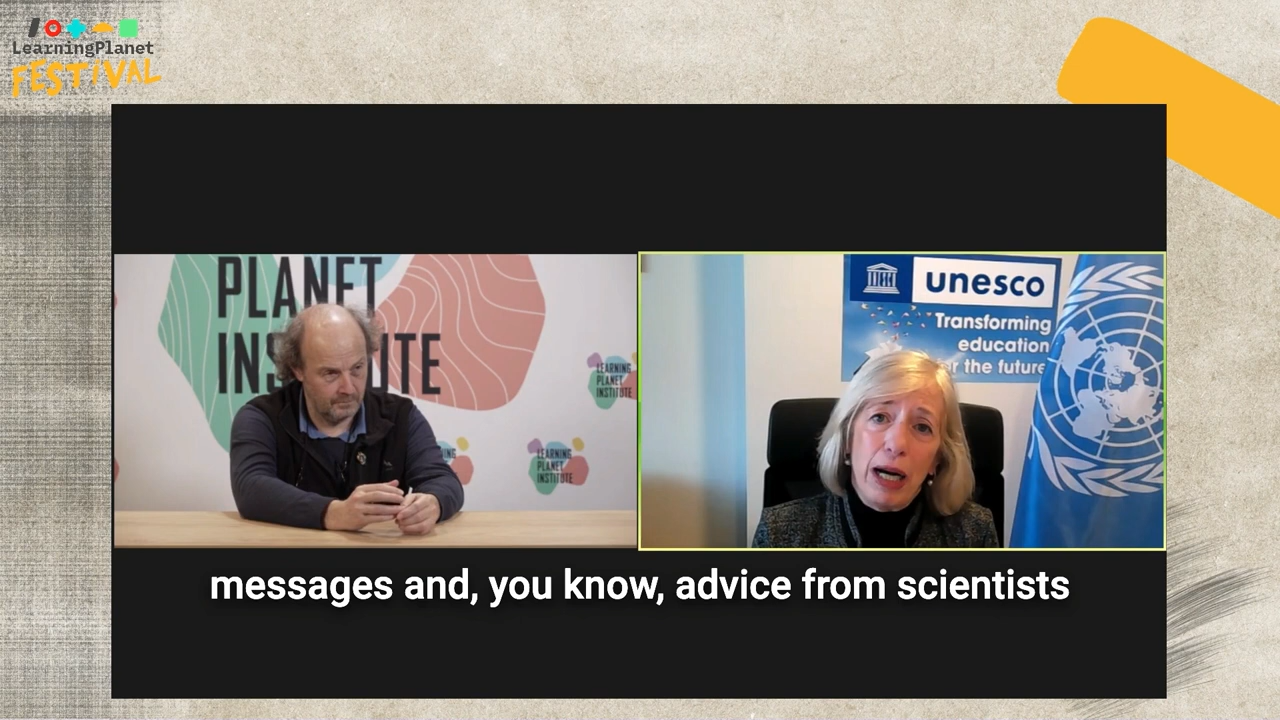 LearningPlanet
FESTIVAL
PLANET
INSTITUTE
LEARNING
PLANET
INSTITUTE
LEARNING
PLANET
INSTITUTE
unesco
Transforming
education
r the future
messages and, you know, advice from scientists